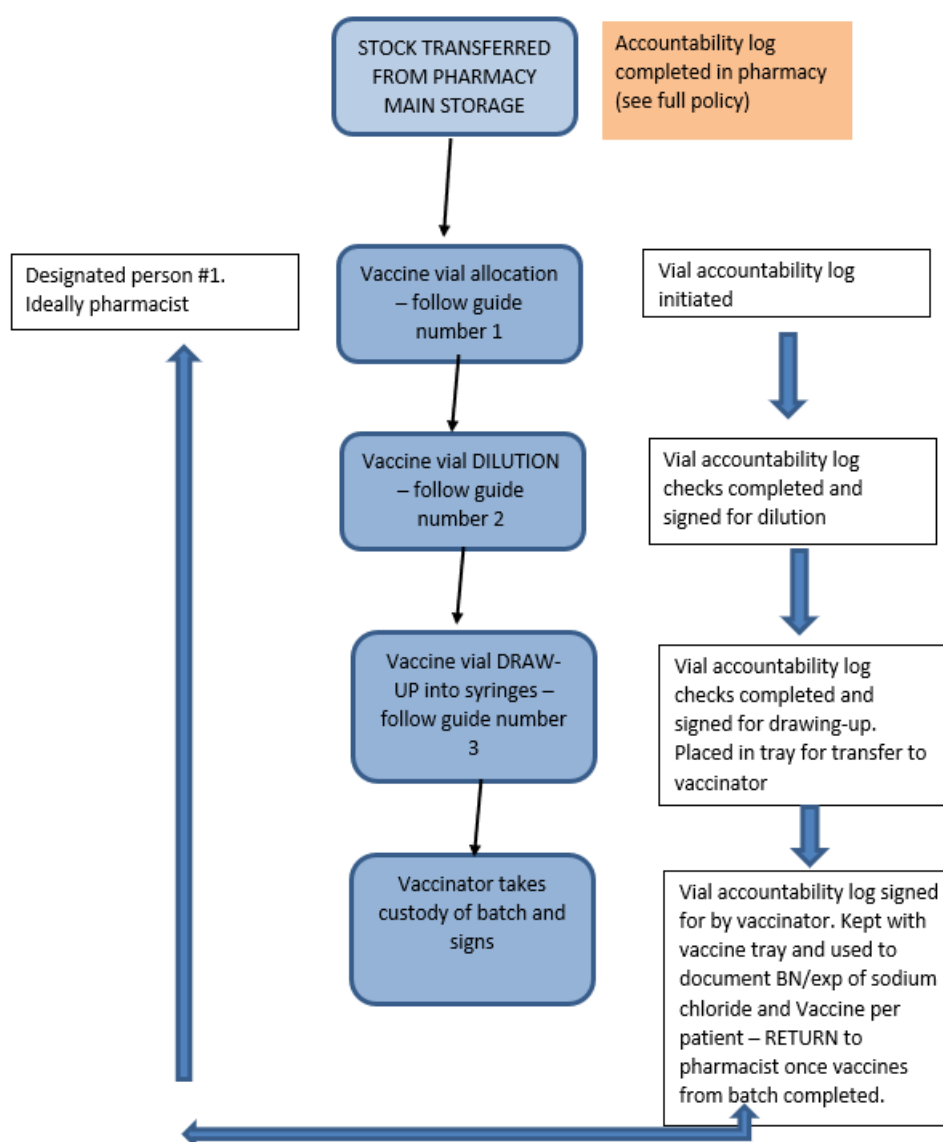 STOCK TRANSFERRED
FROM PHARMACY
MAIN STORAGE
Accountability log
completed in pharmacy
(see full policy)
Designated person #1.
Ideally pharmacist
Vaccine vial allocation
– follow guide
number 1
Vial accountability log
initiated
Vaccine vial DILUTION
– follow guide
number 2
Vial accountability log
checks completed and
signed for dilution
Vaccine vial DRAW-
UP into syringes –
follow guide number
3
Vial accountability log
checks completed and
signed for drawing-up.
Placed in tray for transfer to
vaccinator
Vaccinator takes
custody of batch and
signs
Vial accountability log signed
for by vaccinator. Kept with
vaccine tray and used to
document BN/exp of sodium
chloride and Vaccine per
patient – RETURN to
pharmacist once vaccines
from batch completed.